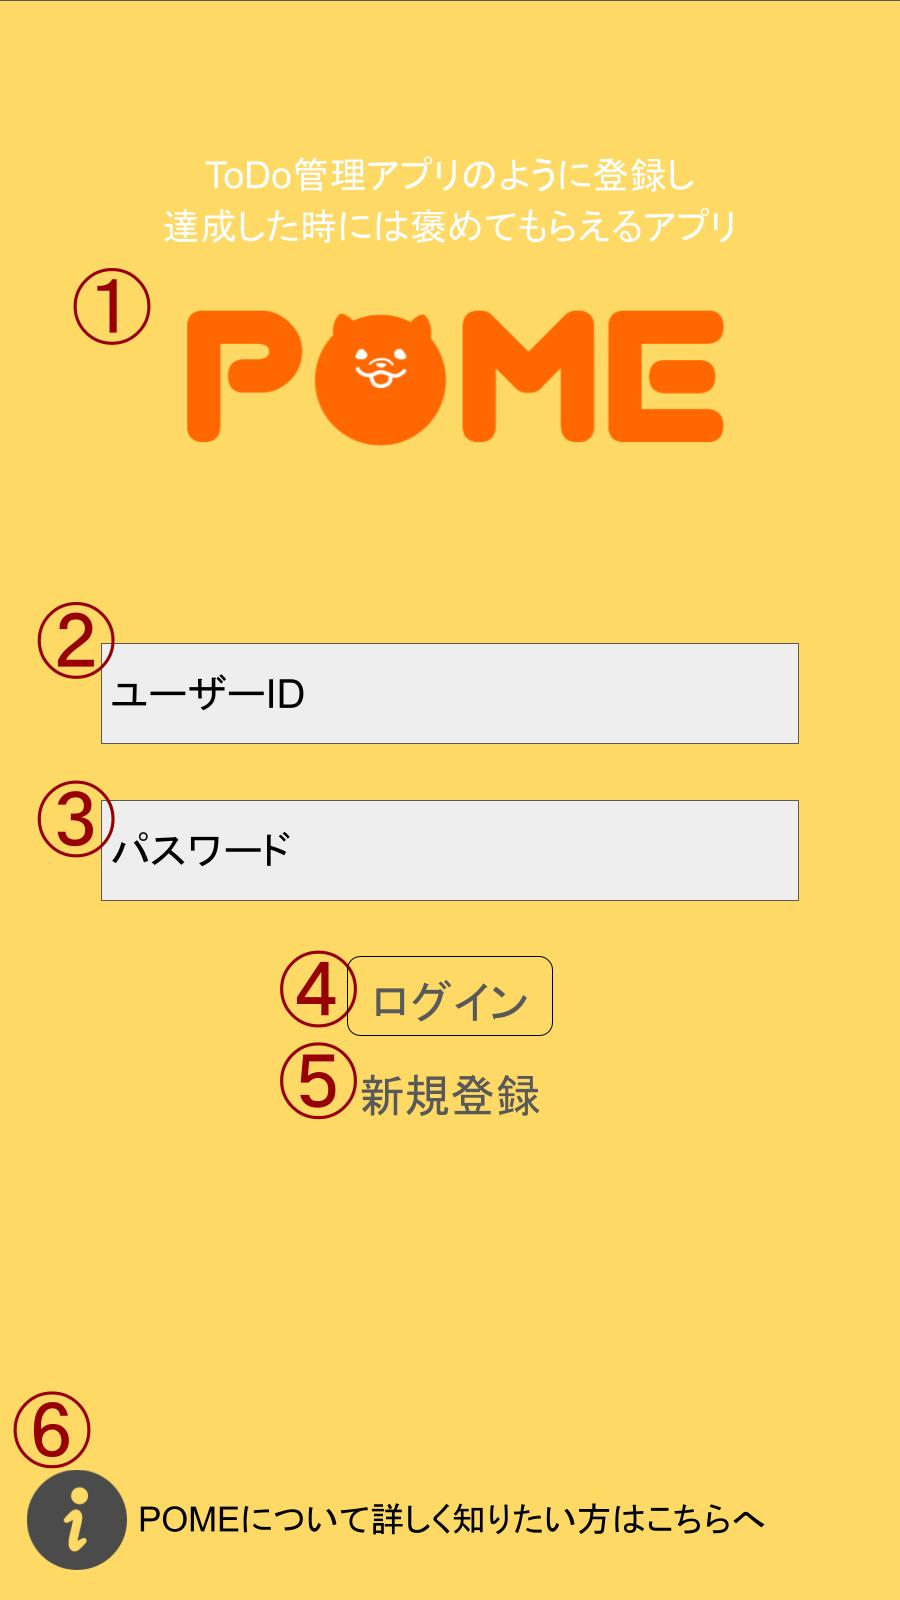 ToDo管理アプリのように登録し
達成した時には褒めてもらえるアプリ
①
POME
②
ユーザーID
③
パスワード
④ ログイン
⑤ 新規登録
⑥
i POMEについて詳しく知りたい方はこちらへ